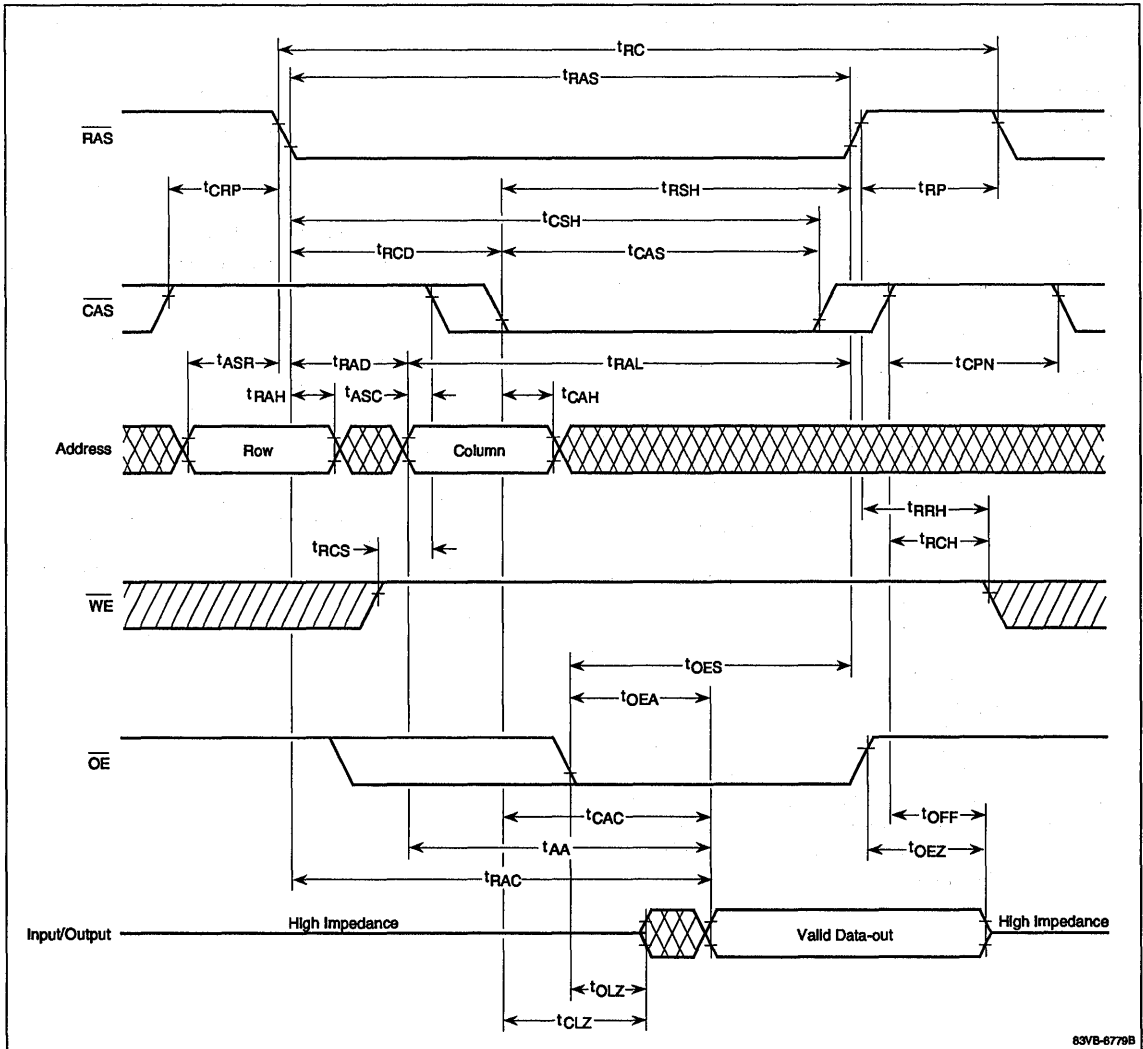 tRC
tRAS
RAS
tCRP
tRSH
tRP
tCSH
tRCD
tCAS
CAS
tASR
tRAD
tRAL
tCPN
tRAH
tASC
tCAH
Address
Row
Column
tRRH
tRCS
tRCH
WE
tOES
tOEA
OE
tCAC
tOFF
tAA
tOEZ
tRAC
High Impedance
High Impedance
Input/Output
Valid Data-out
tOLZ
tCLZ
83VB-6779B